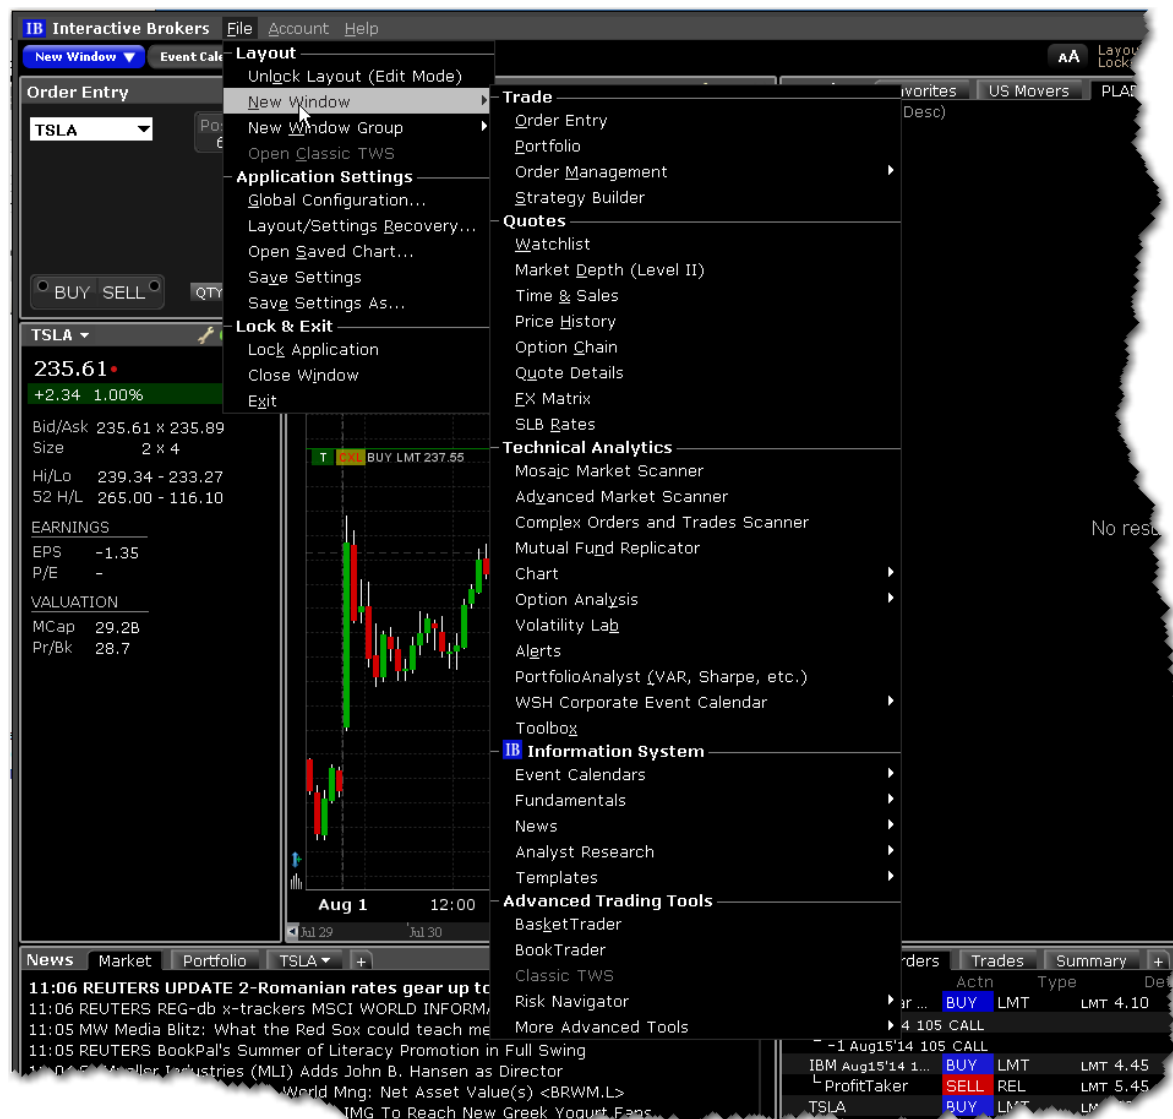 IB Interactive Brokers File Account Help
New Window ▼ Event Cale
AA
Order Entry
TSLA
BUY SELL
QTY
Layout
Unlock Layout (Edit Mode)
New Window
New Window Group
Open Classic TWS
Application Settings
Global Configuration...
Layout/Settings Recovery...
Open Saved Chart...
Save Settings
Save Settings As...
Lock & Exit
Lock Application
Close Window
Exit
Trade
Order Entry
Portfolio
Order Management
Strategy Builder
Quotes
Watchlist
Market Depth (Level II)
Time & Sales
Price History
Option Chain
Quote Details
FX Matrix
SLB Rates
Technical Analytics
Mosaic Market Scanner
Advanced Market Scanner
Complex Orders and Trades Scanner
Mutual Fund Replicator
Chart
Option Analysis
Volatility Lab
Alerts
PortfolioAnalyst (VAR, Sharpe, etc.)
WSH Corporate Event Calendar
Toolbox
IB Information System
Event Calendars
Fundamentals
News
Analyst Research
Templates
Advanced Trading Tools
BasketTrader
BookTrader
Classic TWS
Risk Navigator
More Advanced Tools
vorites US Movers
Desc)
No resu
TSLA
235.61
+2.34 1.00%
Bid/Ask 235.61 x 235.89
Size 2 x 4
Hi/Lo 239.34 - 233.27
52 H/L 265.00 - 116.10
EARNINGS
EPS -1.35
P/E -
VALUATION
MCap 29.2B
Pr/Bk 28.7
T CXL BUY LMT 237.55
Aug 1 12:00
Jul 29 Jul 30
News Market Portfolio TSLA +
11:06 REUTERS UPDATE 2-Romanian rates gear up to
11:06 REUTERS REG-db x-trackers MSCI WORLD INFORM
11:05 MW Media Blitz: What the Red Sox could teach me
11:05 REUTERS BookPal's Summer of Literacy Promotion in Full Swing
Industries (MLI) Adds John B. Hansen as Director
World Mng: Net Asset Value(s) <BRWM.L>
IMG To Reach New Greek Yogurt Fans
rders Trades Summary +
Actn Type Det
ar ... BUY LMT LMT 4.10
4 105 CALL
-1 Aug15'14 105 CALL
IBM Aug15'14 1... BUY LMT LMT 4.45
ProfitTaker SELL REL LMT 5.45
TSLA BUY LMT